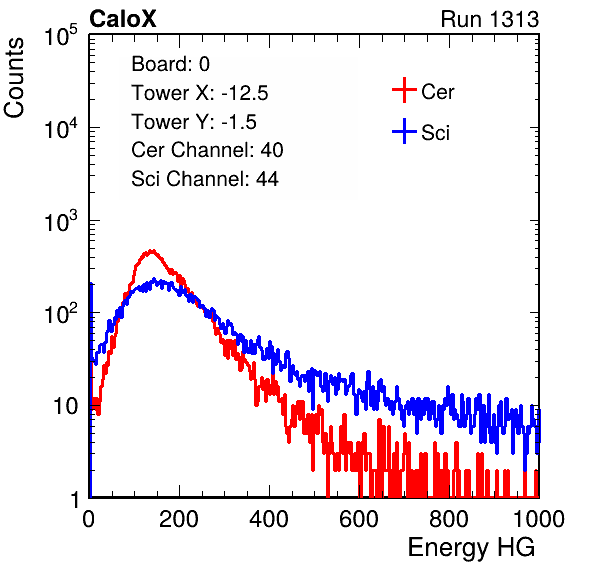 CaloX Run 1313
Counts
10^5
10^4
10^3
10^2
10
1
Board: 0
Tower X: -12.5
Tower Y: -1.5
Cer Channel: 40
Sci Channel: 44
Cer
Sci
0 200 400 600 800 1000
Energy HG